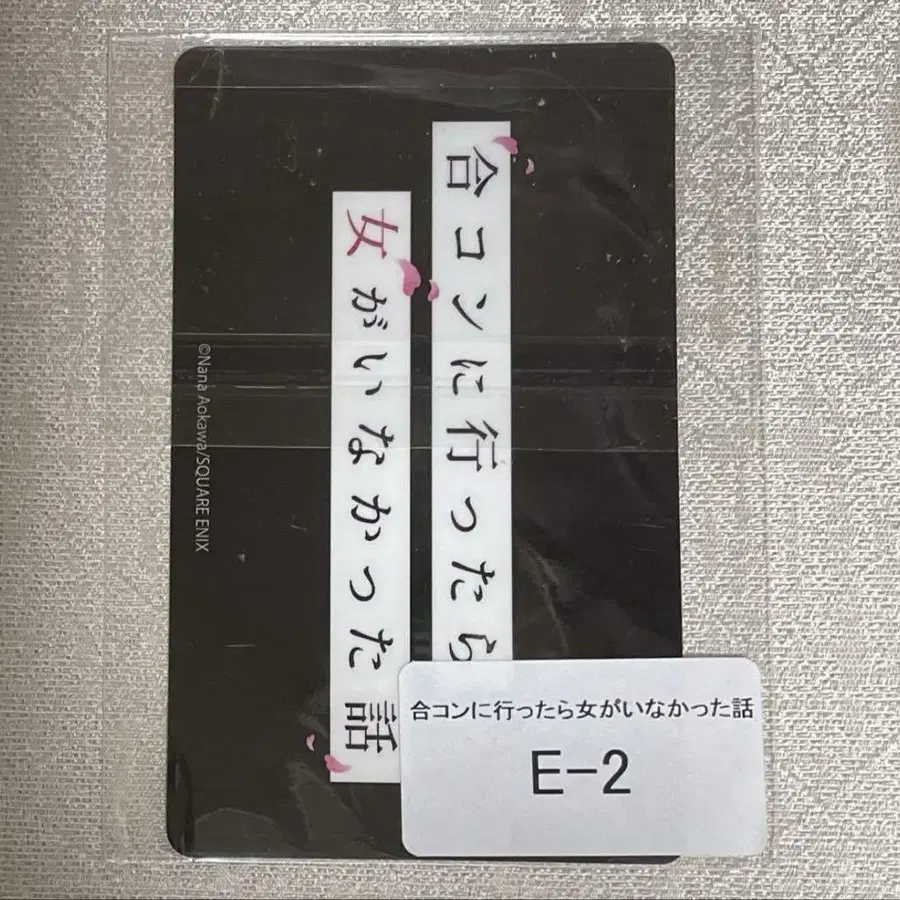 合コンに行ったら
女がいなかった話
©Nana Aokawa/SQUARE ENIX
合コンに行ったら女がいなかった話
E-2